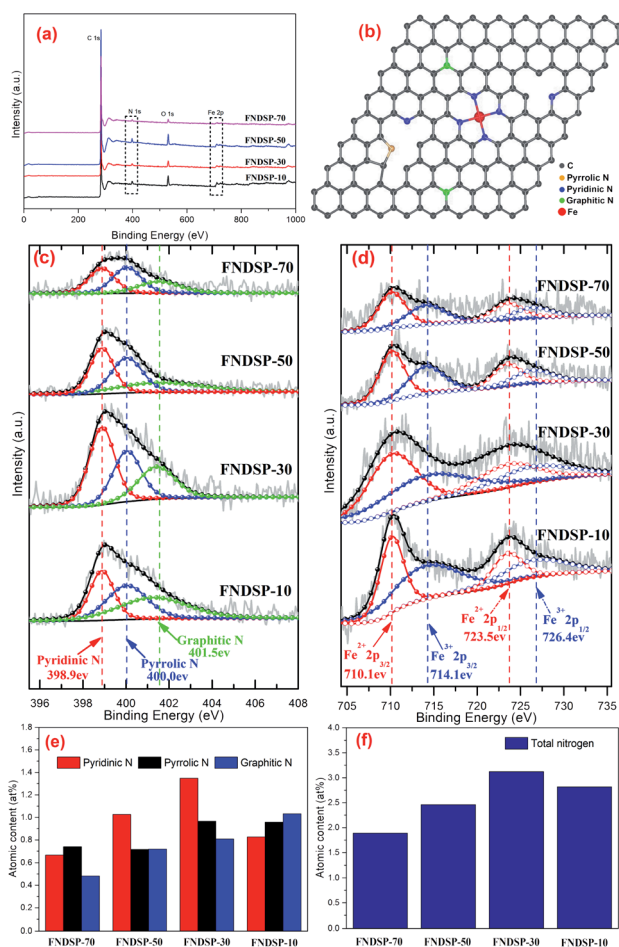 (a)
C 1s
N 1s
O 1s
Fe 2p
FNDSP-70
FNDSP-50
FNDSP-30
FNDSP-10
Intensity (a.u.)
0 200 400 600 800 1000
Binding Energy (eV)
(b)
C
Pyrrolic N
Pyridinic N
Graphitic N
Fe
(c)
FNDSP-70
FNDSP-50
FNDSP-30
FNDSP-10
Intensity (a.u.)
Pyridinic N
398.9ev
Pyrrolic N
400.0ev
Graphitic N
401.5ev
396 398 400 402 404 406 408
Binding Energy (eV)
(d)
FNDSP-70
FNDSP-50
FNDSP-30
FNDSP-10
Intensity (a.u.)
Fe2+ 2p3/2
710.1ev
Fe3+ 2p3/2
714.1ev
Fe2+ 2p1/2
723.5ev
Fe3+ 2p1/2
726.4ev
705 710 715 720 725 730 735
Binding Energy (eV)
(e)
Pyridinic N Pyrrolic N Graphitic N
Atomic content (at%)
1.8
1.6
1.4
1.2
1.0
0.8
0.6
0.4
0.2
0.0
FNDSP-70 FNDSP-50 FNDSP-30 FNDSP-10
(f)
Total nitrogen
Atomic content (at%)
4.0
3.5
3.0
2.5
2.0
1.5
1.0
0.5
0.0
FNDSP-70 FNDSP-50 FNDSP-30 FNDSP-10